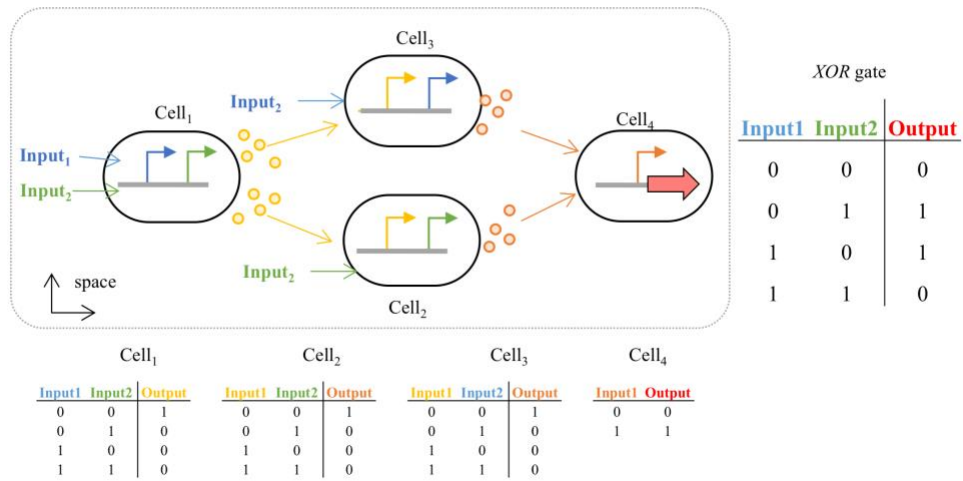 Cell3
Input2
Cell1
Input1
Input2
Cell4
Input2
Cell2
space
XOR gate
Input1 Input2 Output
0 0 0
0 1 1
1 0 1
1 1 0
Cell1
Input1 Input2 Output
0 0 1
0 1 0
1 0 0
1 1 0
Cell2
Input1 Input2 Output
0 0 1
0 1 0
1 0 0
1 1 0
Cell3
Input1 Input2 Output
0 0 1
0 1 0
1 0 0
1 1 0
Cell4
Input1 Output
0 0
1 1